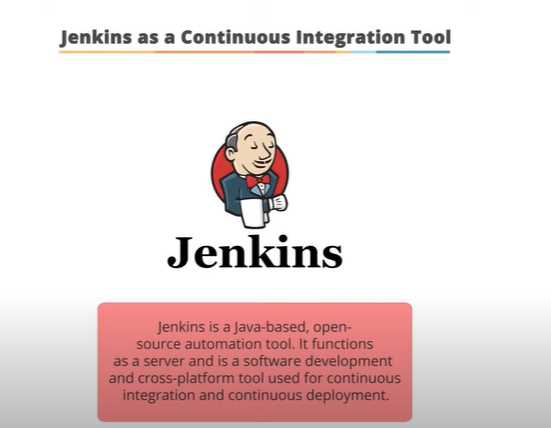 Jenkins as a Continuous Integration Tool
Jenkins
Jenkins is a Java-based, open-
source automation tool. It functions
as a server and is a software development
and cross-platform tool used for continuous
integration and continuous deployment.